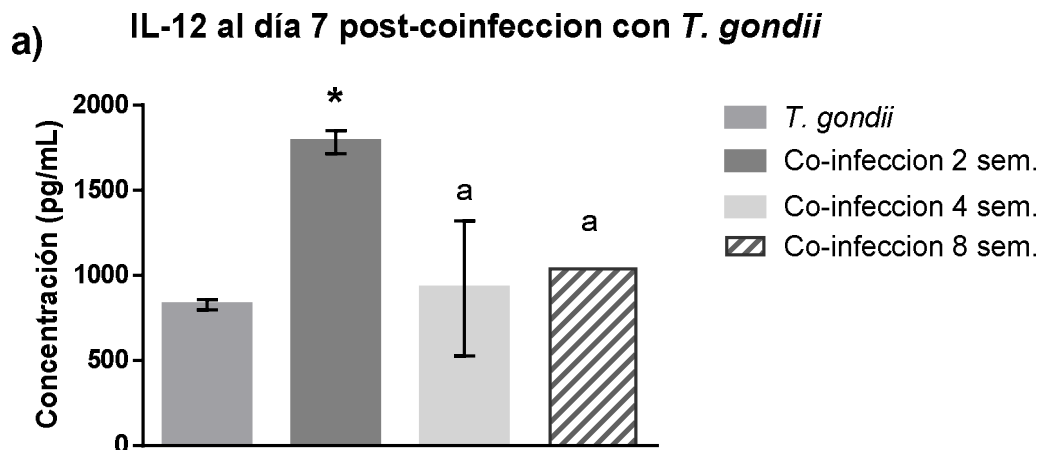 a)
IL-12 al día 7 post-coinfeccion con T. gondii
Concentración (pg/mL)
2000
1500
1000
500
0
*
a
a
T. gondii
Co-infeccion 2 sem.
Co-infeccion 4 sem.
Co-infeccion 8 sem.